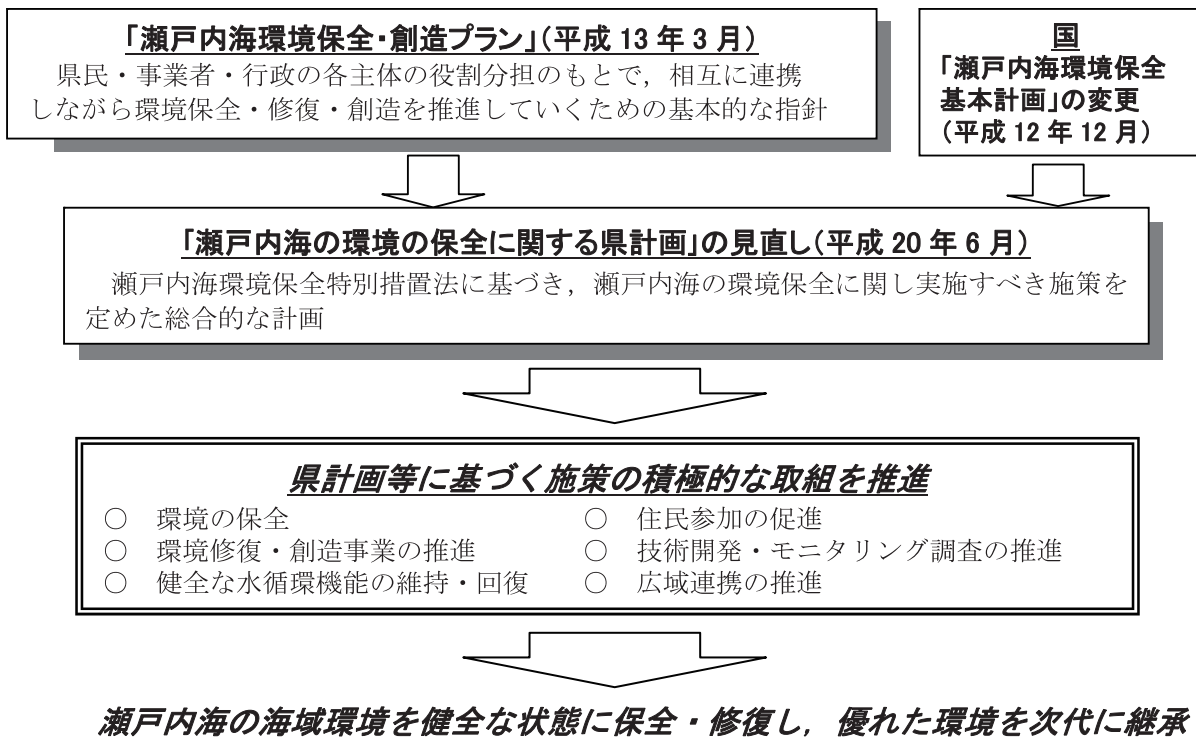 「瀬戸内海環境保全・創造プラン」(平成 13 年 3 月)
県民・事業者・行政の各主体の役割分担のもとで，相互に連携
しながら環境保全・修復・創造を推進していくための基本的な指針
国
「瀬戸内海環境保全
基本計画」の変更
(平成 12 年 12 月)
「瀬戸内海の環境の保全に関する県計画」の見直し(平成 20 年 6 月)
瀬戸内海環境保全特別措置法に基づき，瀬戸内海の環境保全に関し実施すべき施策を
定めた総合的な計画
県計画等に基づく施策の積極的な取組を推進
○ 環境の保全
○ 環境修復・創造事業の推進
○ 健全な水循環機能の維持・回復
○ 住民参加の促進
○ 技術開発・モニタリング調査の推進
○ 広域連携の推進
瀬戸内海の海域環境を健全な状態に保全・修復し，優れた環境を次代に継承